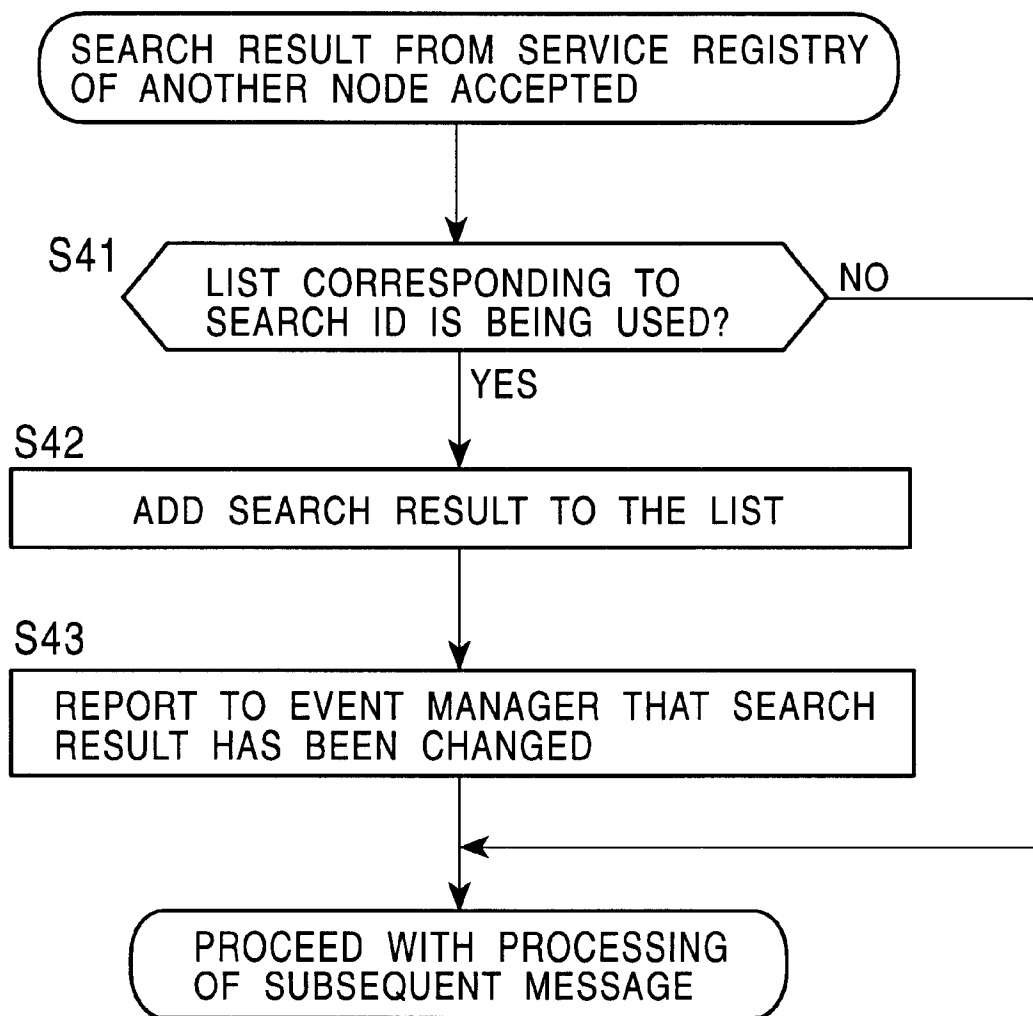 SEARCH RESULT FROM SERVICE REGISTRY
OF ANOTHER NODE ACCEPTED
S41
LIST CORRESPONDING TO
SEARCH ID IS BEING USED?
NO
YES
S42
ADD SEARCH RESULT TO THE LIST
S43
REPORT TO EVENT MANAGER THAT SEARCH
RESULT HAS BEEN CHANGED
PROCEED WITH PROCESSING
OF SUBSEQUENT MESSAGE